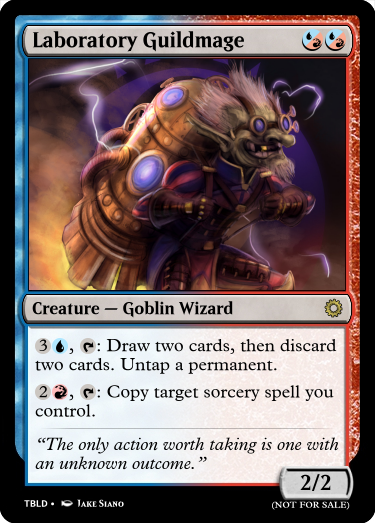 Laboratory Guildmage
Creature — Goblin Wizard
3, : Draw two cards, then discard
two cards. Untap a permanent.
2, : Copy target sorcery spell you
control.
“The only action worth taking is one with
an unknown outcome.”
2/2
TBLD • Jake Siano
(NOT FOR SALE)